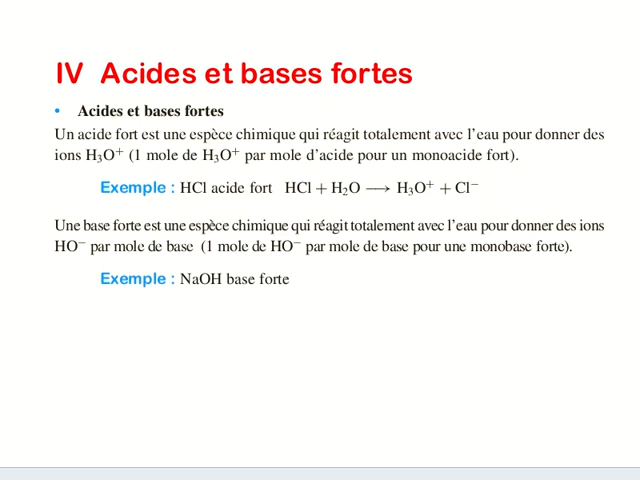 IV Acides et bases fortes
• Acides et bases fortes
Un acide fort est une espèce chimique qui réagit totalement avec l’eau pour donner des
ions H₃O⁺ (1 mole de H₃O⁺ par mole d’acide pour un monoacide fort).
Exemple : HCl acide fort HCl + H₂O ⟶ H₃O⁺ + Cl⁻
Une base forte est une espèce chimique qui réagit totalement avec l’eau pour donner des ions
HO⁻ par mole de base (1 mole de HO⁻ par mole de base pour une monobase forte).
Exemple : NaOH base forte